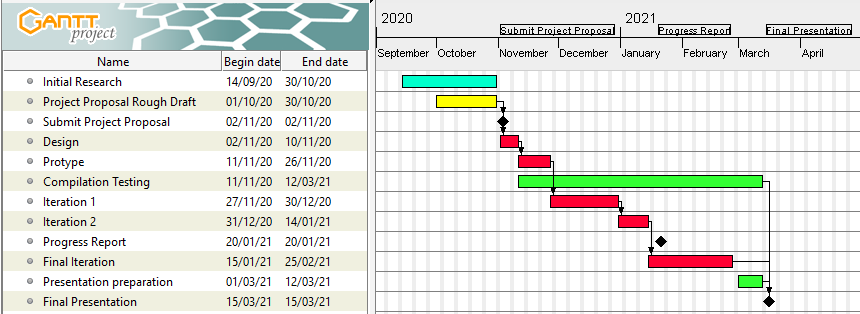 GANTT
project
2020
2021
Submit Project Proposal
Progress Report
Final Presentation
Name Begin date End date
September October November December January February March April
Initial Research 14/09/20 30/10/20
Project Proposal Rough Draft 01/10/20 30/10/20
Submit Project Proposal 02/11/20 02/11/20
Design 02/11/20 10/11/20
Protype 11/11/20 26/11/20
Compilation Testing 11/11/20 12/03/21
Iteration 1 27/11/20 30/12/20
Iteration 2 31/12/20 14/01/21
Progress Report 20/01/21 20/01/21
Final Iteration 15/01/21 25/02/21
Presentation preparation 01/03/21 12/03/21
Final Presentation 15/03/21 15/03/21